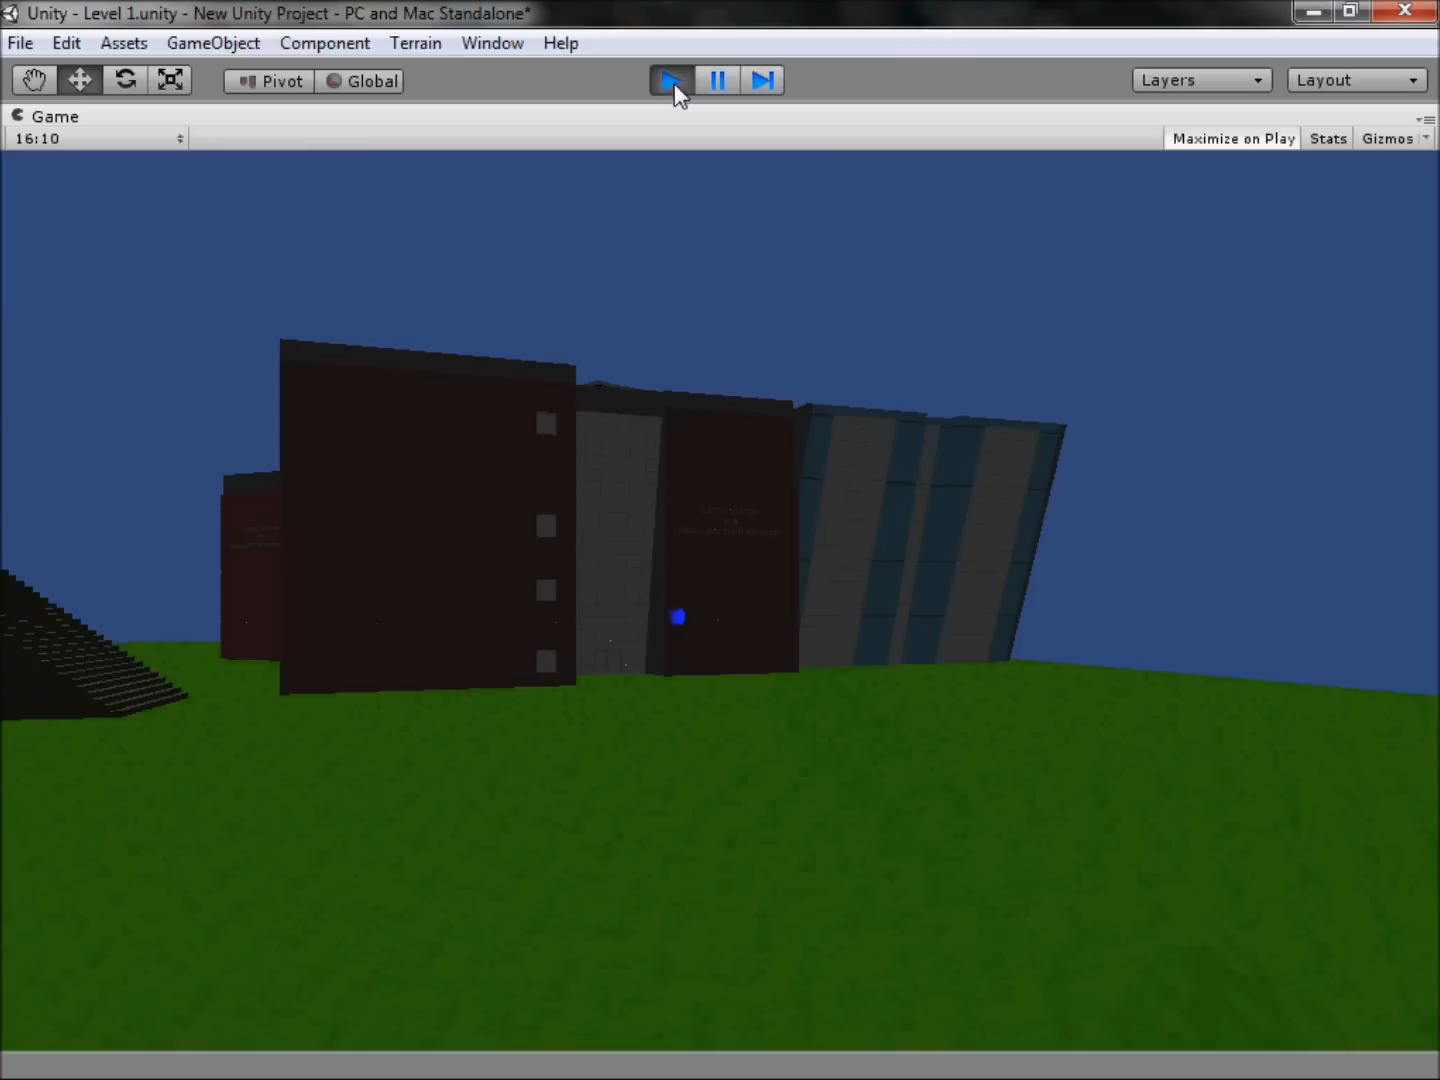 Unity - Level 1.unity - New Unity Project - PC and Mac Standalone*
File Edit Assets GameObject Component Terrain Window Help
Pivot Global Layers Layout
Game
16:10 Maximize on Play Stats Gizmos